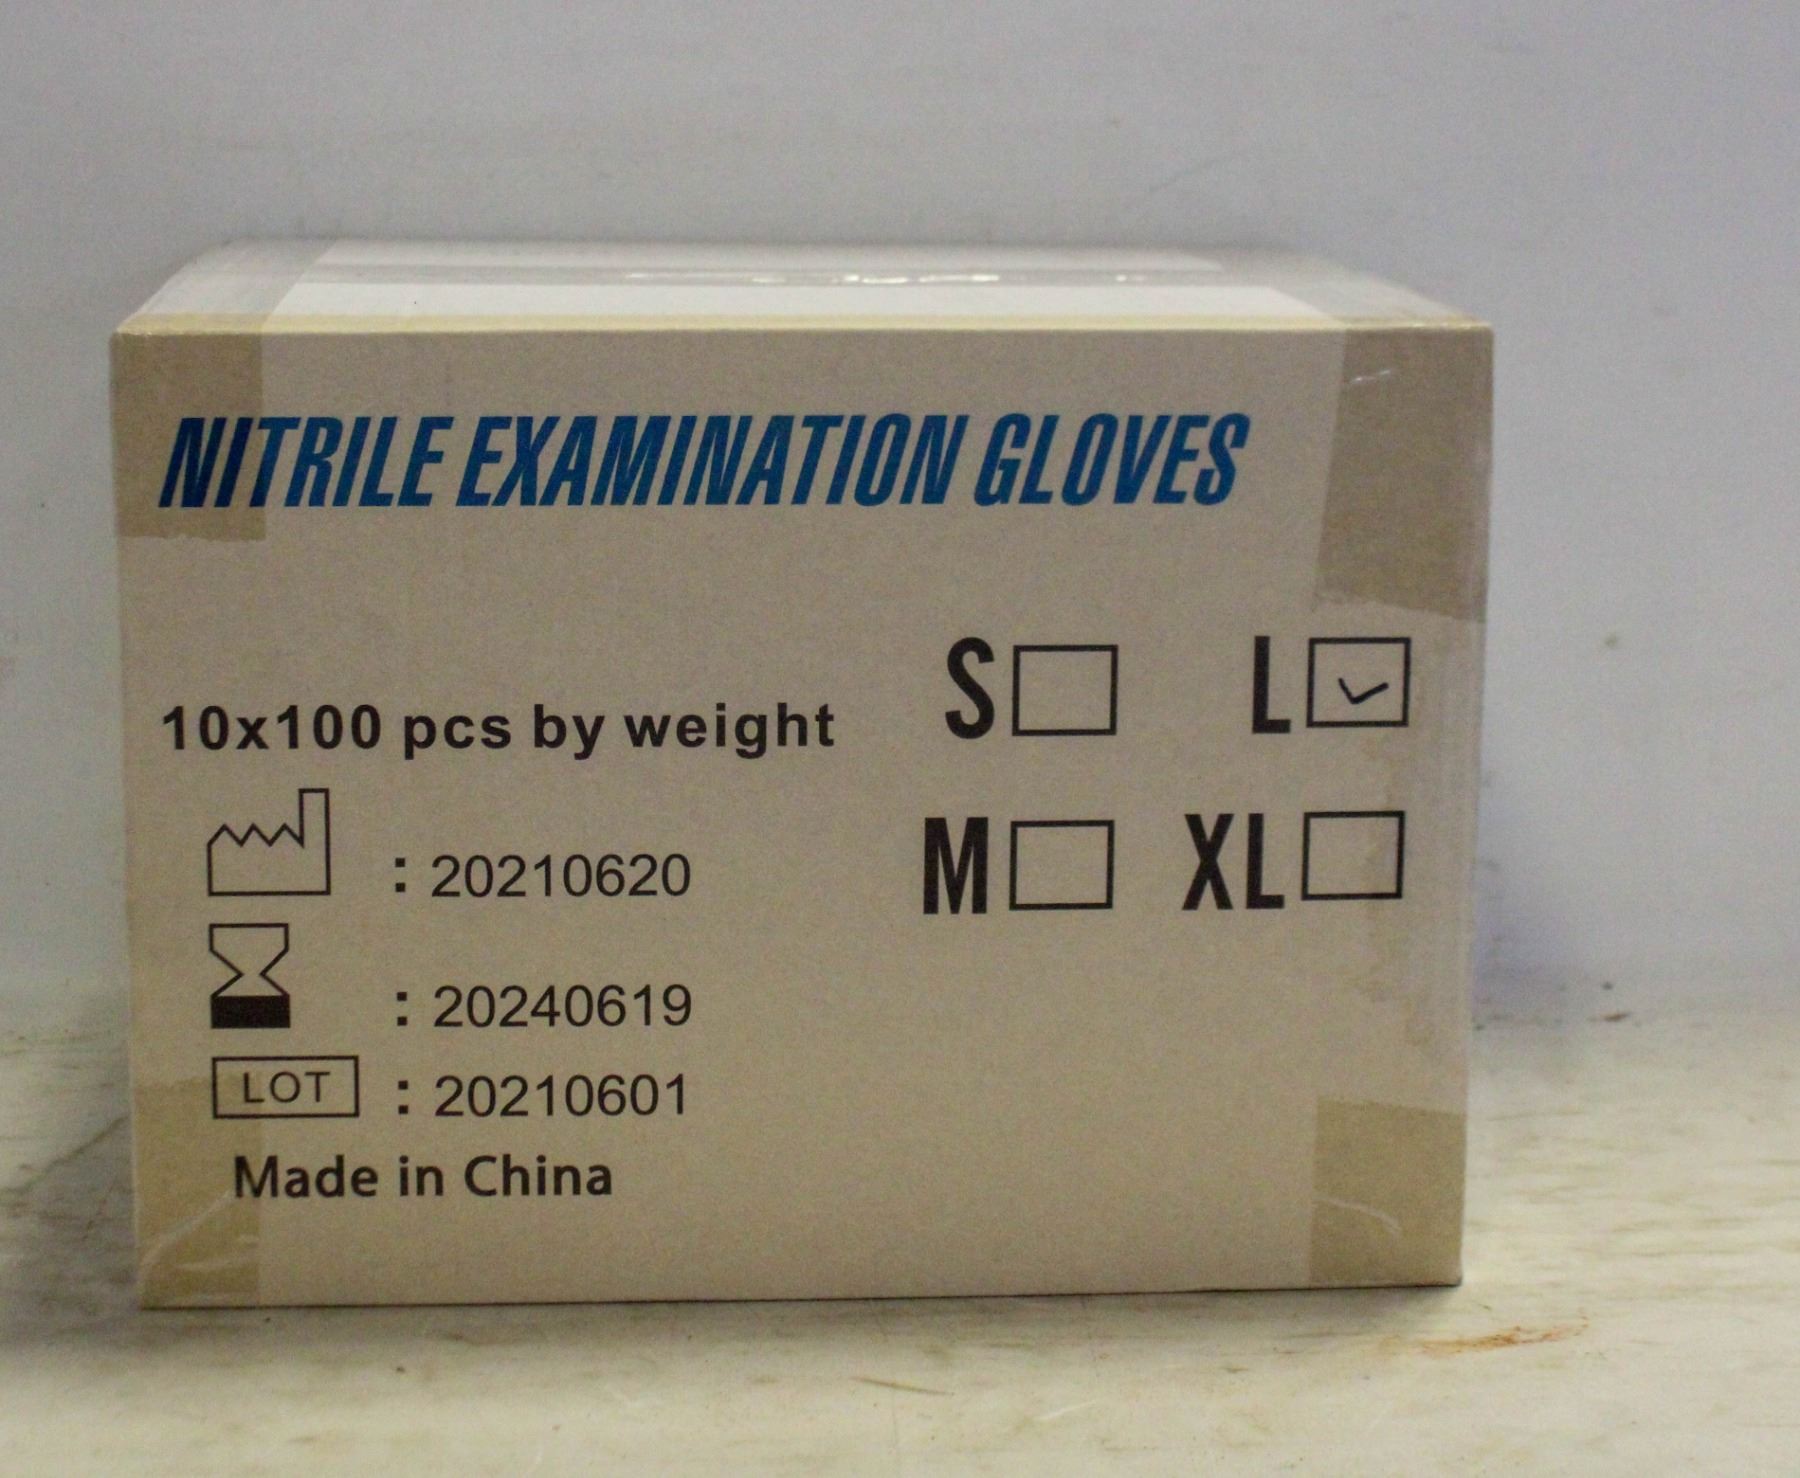 NITRILE EXAMINATION GLOVES
10x100 pcs by weight
S L
M XL
: 20210620
: 20240619
LOT : 20210601
Made in China